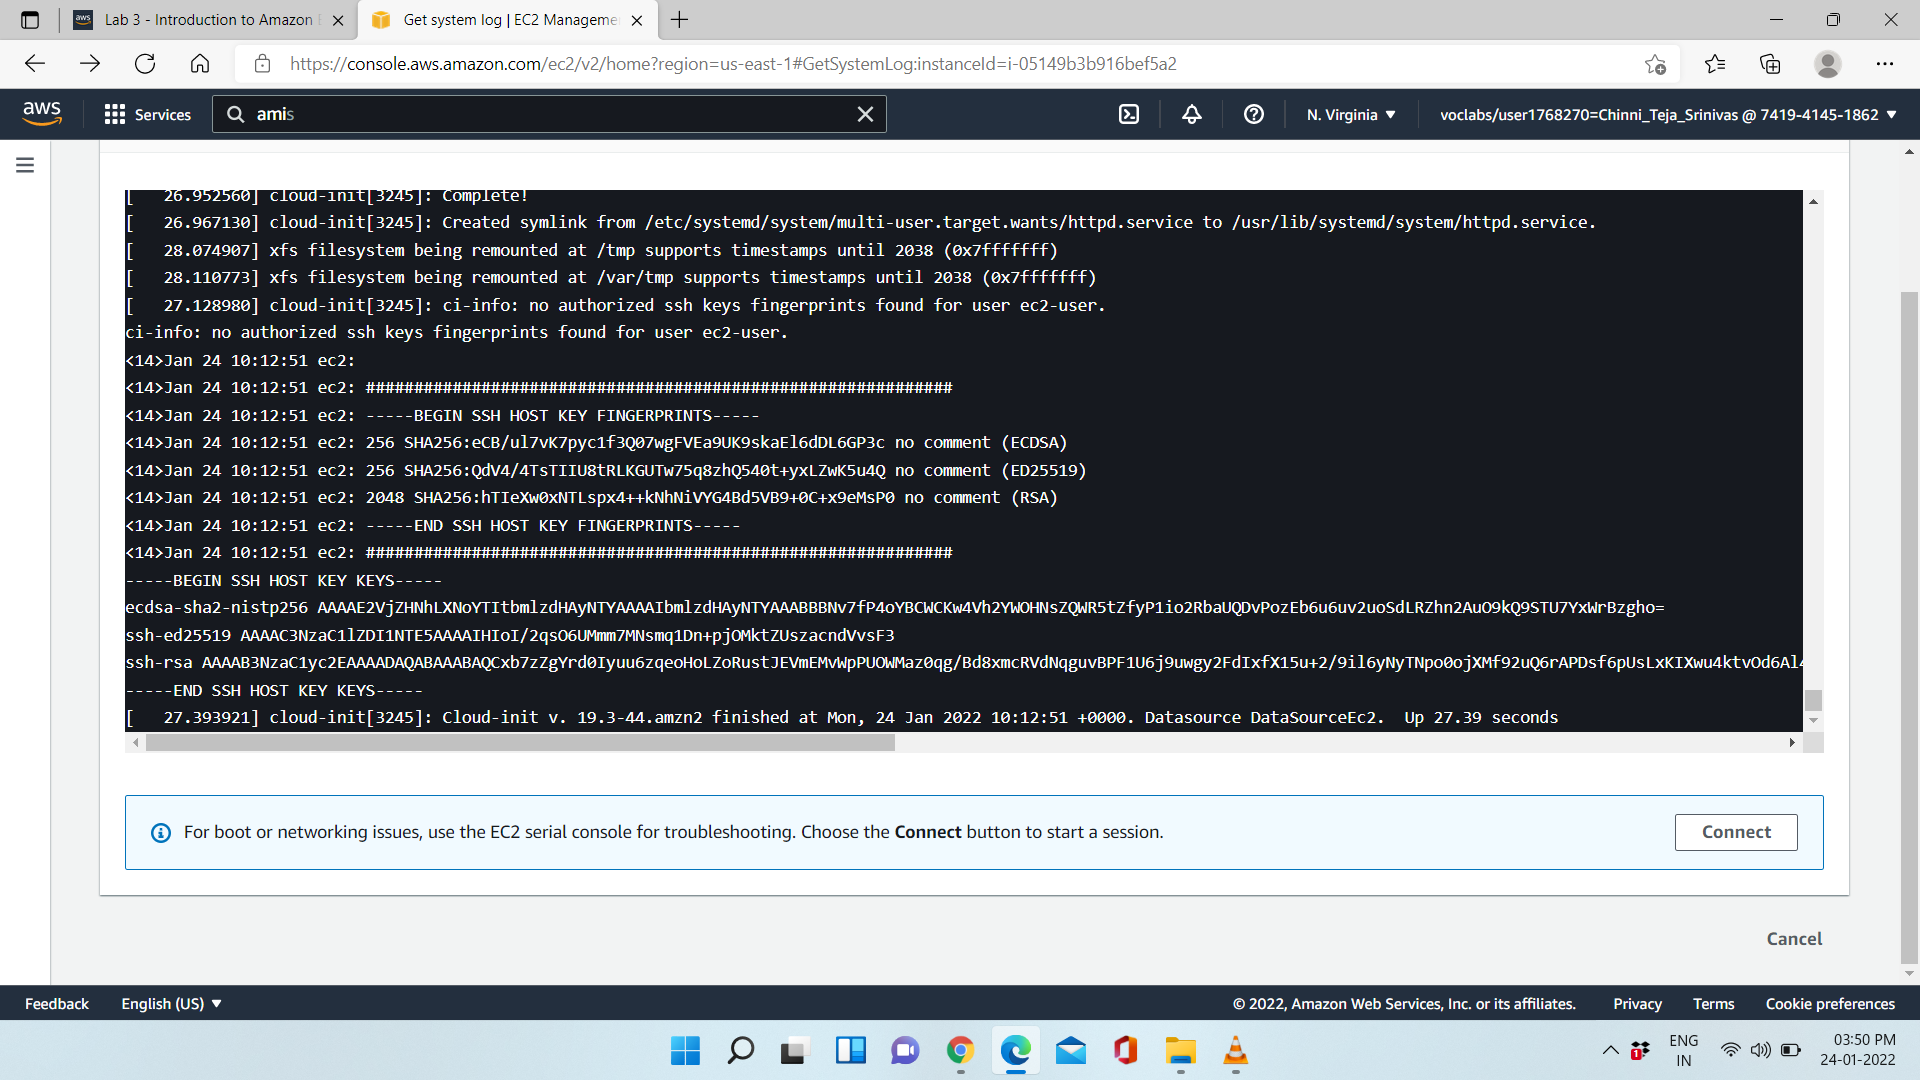 Lab 3 - Introduction to Amazon
Get system log | EC2 Manageme
https://console.aws.amazon.com/ec2/v2/home?region=us-east-1#GetSystemLog:instanceId=i-05149b3b916bef5a2
aws
Services
amis
N. Virginia
voclabs/user1768270=Chinni_Teja_Srinivas @ 7419-4145-1862
[   26.952560] cloud-init[3245]: Complete!
[   26.967130] cloud-init[3245]: Created symlink from /etc/systemd/system/multi-user.target.wants/httpd.service to /usr/lib/systemd/system/httpd.service.
[   28.074907] xfs filesystem being remounted at /tmp supports timestamps until 2038 (0x7fffffff)
[   28.110773] xfs filesystem being remounted at /var/tmp supports timestamps until 2038 (0x7fffffff)
[   27.128980] cloud-init[3245]: ci-info: no authorized ssh keys fingerprints found for user ec2-user.
ci-info: no authorized ssh keys fingerprints found for user ec2-user.
<14>Jan 24 10:12:51 ec2:
<14>Jan 24 10:12:51 ec2: #############################################################
<14>Jan 24 10:12:51 ec2: -----BEGIN SSH HOST KEY FINGERPRINTS-----
<14>Jan 24 10:12:51 ec2: 256 SHA256:eCB/ul7vK7pyc1f3Q07wgFVEa9UK9skaEl6dDL6GP3c no comment (ECDSA)
<14>Jan 24 10:12:51 ec2: 256 SHA256:QdV4/4TsTIIU8tRLKGUTw75q8zhQ540t+yxLZwK5u4Q no comment (ED25519)
<14>Jan 24 10:12:51 ec2: 2048 SHA256:hTIeXw0xNTLspx4++kNhNiVYG4Bd5VB9+0C+x9eMsP0 no comment (RSA)
<14>Jan 24 10:12:51 ec2: -----END SSH HOST KEY FINGERPRINTS-----
<14>Jan 24 10:12:51 ec2: #############################################################
-----BEGIN SSH HOST KEY KEYS-----
ecdsa-sha2-nistp256 AAAAE2VjZHNhLXNoYTItbmlzdHAyNTYAAAAIbmlzdHAyNTYAAABBBNv7fP4oYBCWCKw4Vh2YWOHNsZQWR5tZfyP1io2RbaUQDvPozEb6u6uv2uoSdLRZhn2AuO9kQ9STU7YxWrBzgho=
ssh-ed25519 AAAAC3NzaC1lZDI1NTE5AAAAIHIoI/2qsO6UMmm7MNsmq1Dn+pjOMktZUszacndVvsF3
ssh-rsa AAAAB3NzaC1yc2EAAAADAQABAAABAQCxb7zZgYrd0Iyuu6zqeoHoLZoRustJEVmEMvWpPUOWMaz0qg/Bd8xmcRVdNqguvBPF1U6j9uwgy2FdIxfX15u+2/9il6yNyTNpo0ojXMf92uQ6rAPDsf6pUsLxKIXwu4ktvOd6Al4
-----END SSH HOST KEY KEYS-----
[   27.393921] cloud-init[3245]: Cloud-init v. 19.3-44.amzn2 finished at Mon, 24 Jan 2022 10:12:51 +0000. Datasource DataSourceEc2.  Up 27.39 seconds
For boot or networking issues, use the EC2 serial console for troubleshooting. Choose the Connect button to start a session.
Connect
Cancel
Feedback
English (US)
© 2022, Amazon Web Services, Inc. or its affiliates.
Privacy
Terms
Cookie preferences
1
ENG
IN
03:50 PM
24-01-2022